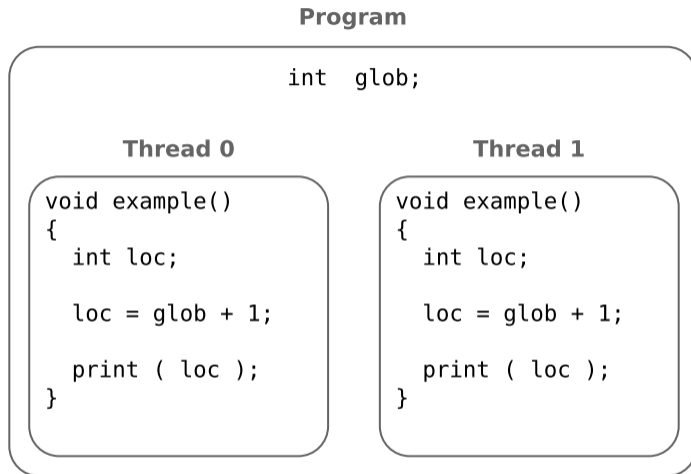 Program
int  glob;
Thread 0
void example()
{
  int loc;
  loc = glob + 1;
  print ( loc );
}
Thread 1
void example()
{
  int loc;
  loc = glob + 1;
  print ( loc );
}